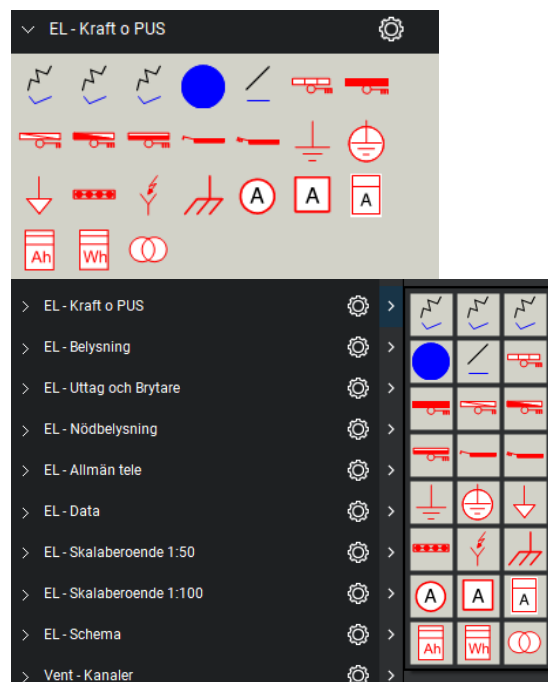 EL - Kraft o PUS
A A A
Ah Wh
EL - Kraft o PUS
EL - Belysning
EL - Uttag och Brytare
EL - Nödbelysning
EL - Allmän tele
EL - Data
EL - Skalaberoende 1:50
EL - Skalaberoende 1:100
EL - Schema
Vent - Kanaler
A A A
Ah Wh